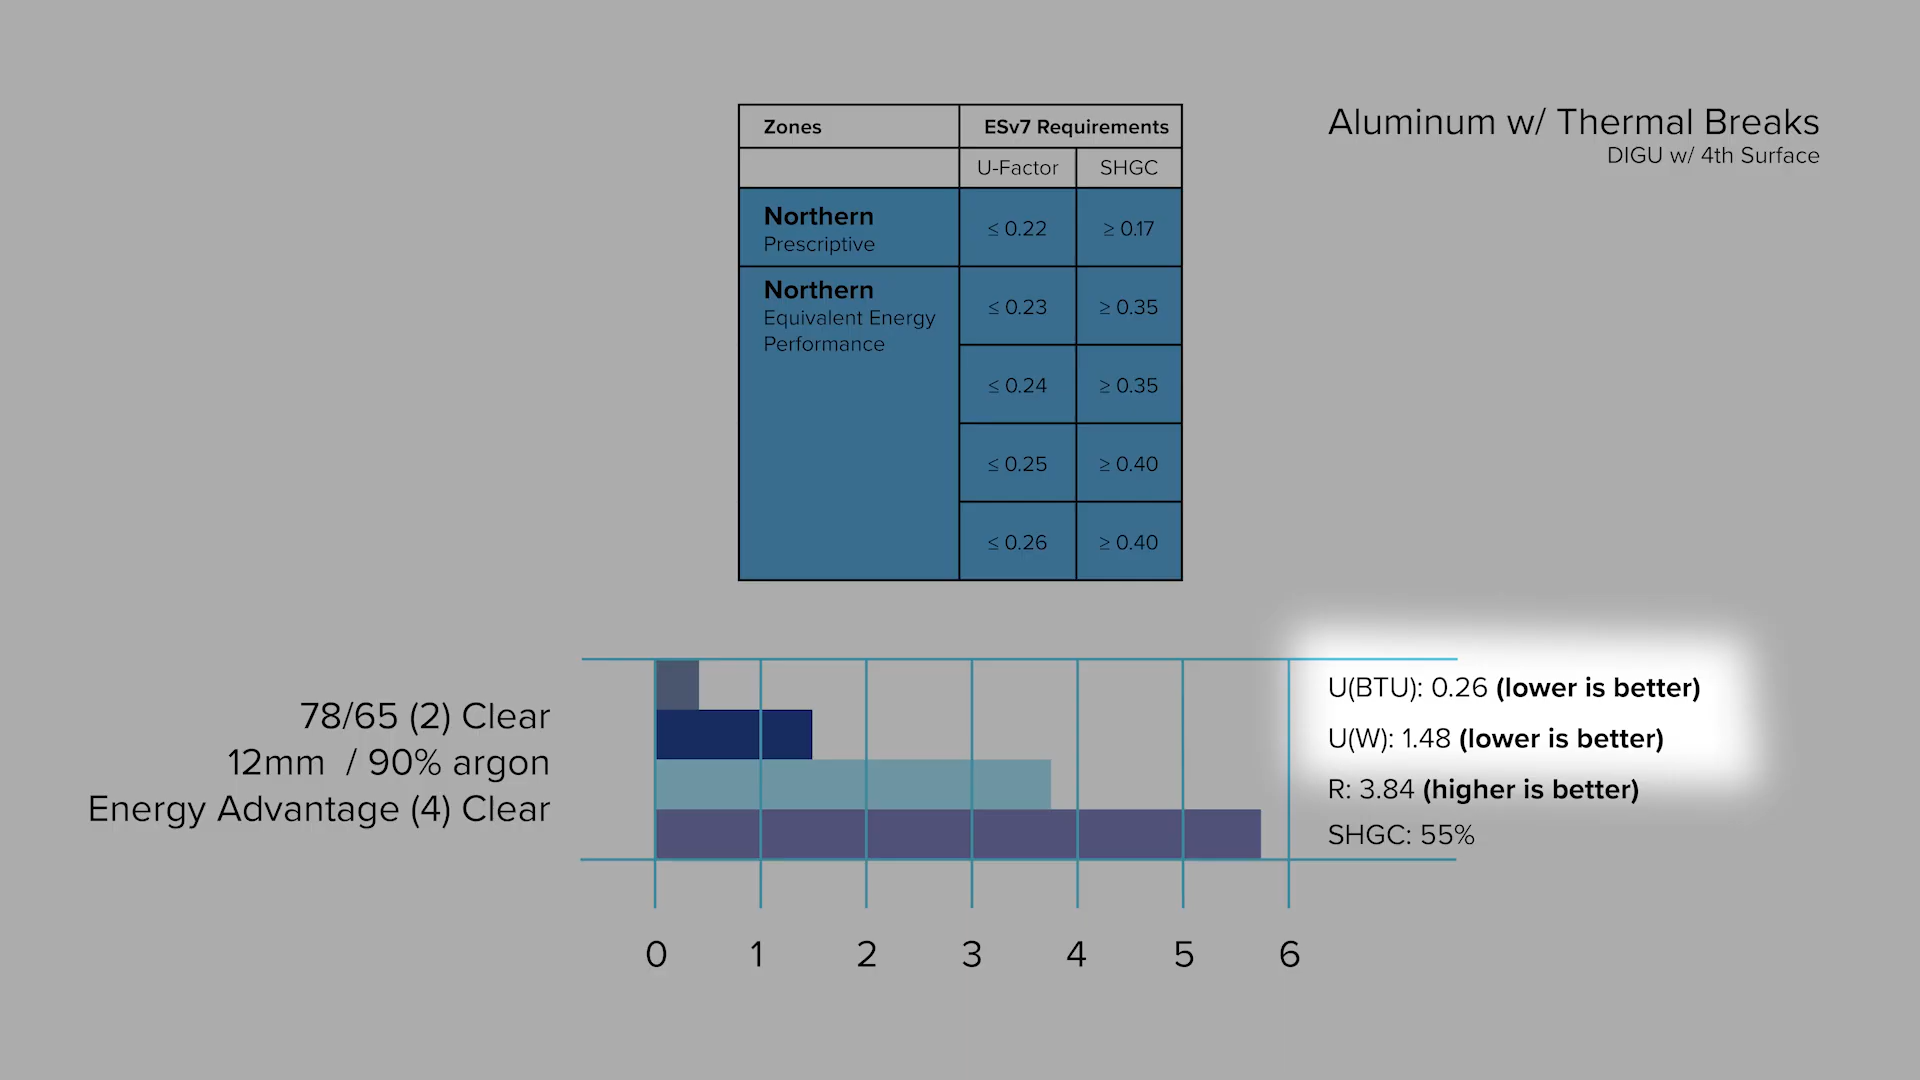 Aluminum w/ Thermal Breaks
DIGU w/ 4th Surface
Zones ESv7 Requirements
U-Factor SHGC
Northern
Prescriptive
≤ 0.22 ≥ 0.17
Northern
Equivalent Energy
Performance
≤ 0.23 ≥ 0.35
≤ 0.24 ≥ 0.35
≤ 0.25 ≥ 0.40
≤ 0.26 ≥ 0.40
78/65 (2) Clear
12mm / 90% argon
Energy Advantage (4) Clear
U(BTU): 0.26 (lower is better)
U(W): 1.48 (lower is better)
R: 3.84 (higher is better)
SHGC: 55%
0 1 2 3 4 5 6